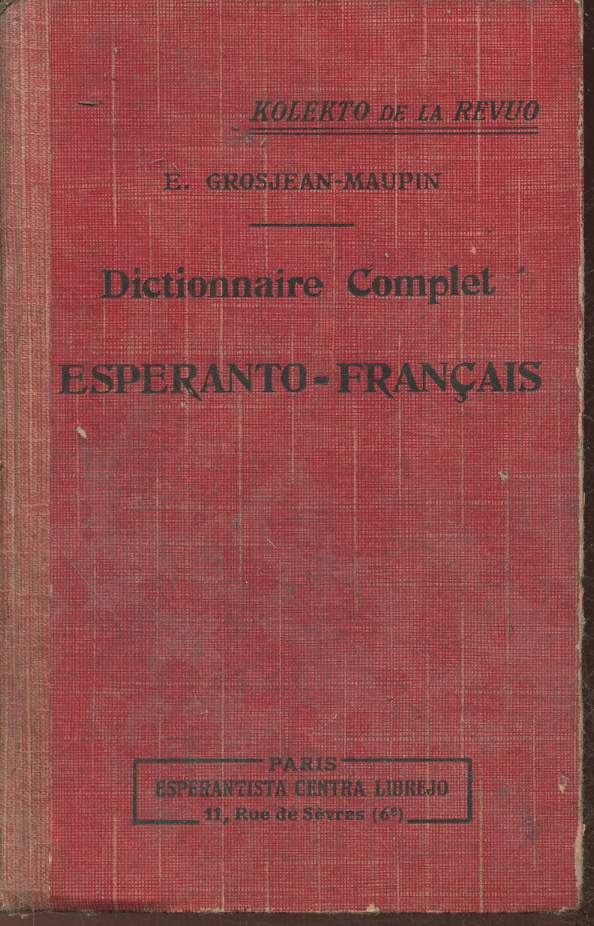 KOLEKTO DE LA REVUO
E. GROSJEAN-MAUPIN
Dictionnaire Complet
ESPERANTO-FRANÇAIS
PARIS
ESPERANTISTA CENTRA LIBREJO
11, Rue de Sèvres (6e)